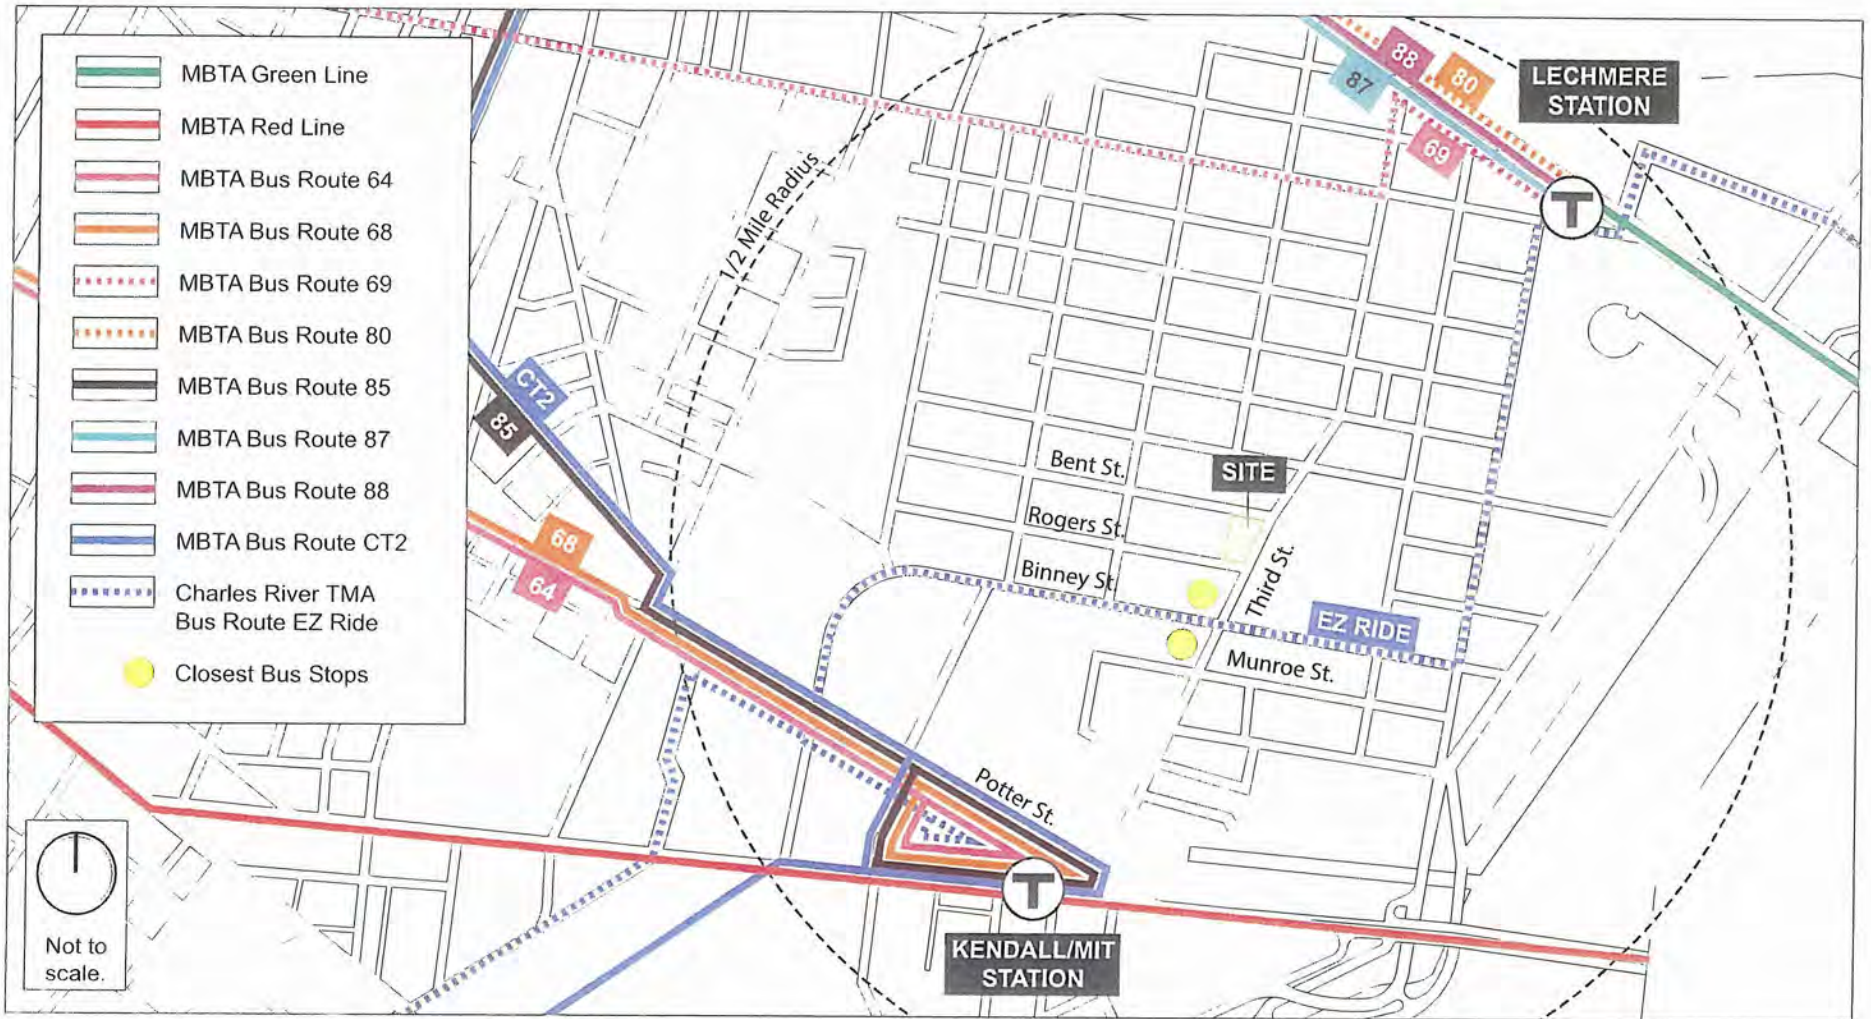 MBTA Green Line
MBTA Red Line
MBTA Bus Route 64
MBTA Bus Route 68
MBTA Bus Route 69
MBTA Bus Route 80
MBTA Bus Route 85
MBTA Bus Route 87
MBTA Bus Route 88
MBTA Bus Route CT2
Charles River TMA
Bus Route EZ Ride
Closest Bus Stops
Not to
scale.
88
80
87
69
LECHMERE
STATION
T
1/2 Mile Radius
CT2
85
68
64
Bent St.
SITE
Rogers St.
Binney St.
Third St.
EZ RIDE
Munroe St.
Potter St.
T
KENDALL/MIT
STATION